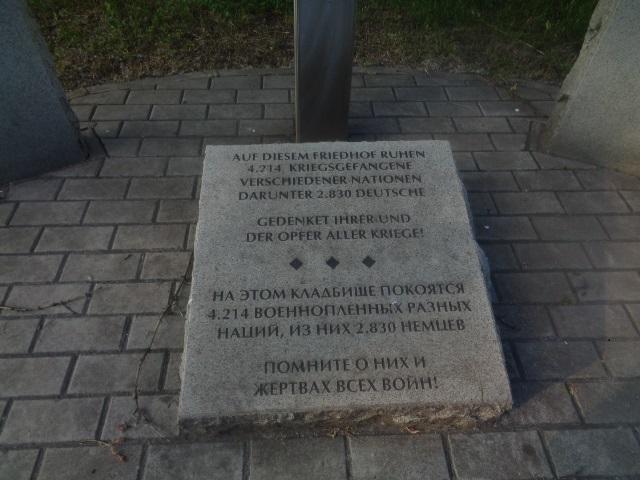 AUF DIESEM FRIEDHOF RUHEN
4.214 KRIEGSGEFANGENE
VERSCHIEDENER NATIONEN
DARUNTER 2.830 DEUTSCHE
GEDENKET IHRER UND
DER OPFER ALLER KRIEGE!
НА ЭТОМ КЛАДБИЩЕ ПОКОЯТСЯ
4.214 ВОЕННОПЛЕННЫХ РАЗНЫХ
НАЦИЙ, ИЗ НИХ 2.830 НЕМЦЕВ
ПОМНИТЕ О НИХ И
ЖЕРТВАХ ВСЕХ ВОЙН!